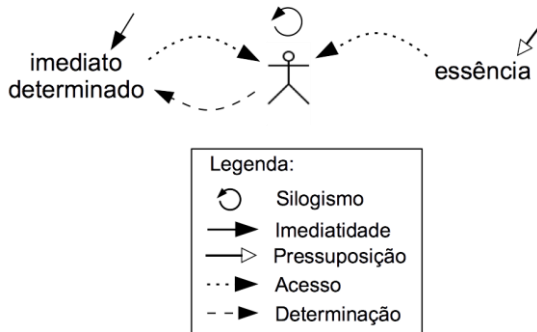 imediato
determinado
essência
Legenda:
Silogismo
Imediatidade
Pressuposição
Acesso
Determinação